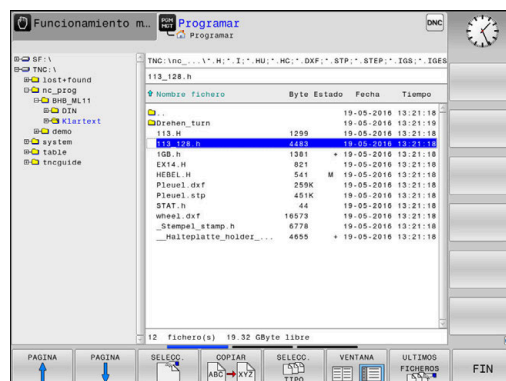 Funcionamiento m…
PGM MGT
Programar
Programar
DNC
SF:\
TNC:\
lost+found
nc_prog
BHB_ML11
DIN
Klartext
demo
system
table
tncguide
TNC:\nc_...\*.H;*.I;*.HU;*.HC;*.DXF;*.STP;*.STEP;*.IGS;*.IGES
113_128.h
Nombre fichero Byte Estado Fecha Tiempo
.. 19-05-2016 13:21:18
Drehen_turn 19-05-2016 13:21:19
113.H 1299 19-05-2016 13:21:18
113_128.h 4483 19-05-2016 13:21:18
1GB.h 1381 + 19-05-2016 13:21:18
EX14.H 821 19-05-2016 13:21:18
HEBEL.H 541 M 19-05-2016 13:21:18
Pleuel.dxf 259K 19-05-2016 13:21:18
Pleuel.stp 451K 19-05-2016 13:21:18
STAT.h 44 19-05-2016 13:21:18
wheel.dxf 16573 19-05-2016 13:21:18
_Stempel_stamp.h 6778 19-05-2016 13:21:18
__Halteplatte_holder_... 4655 + 19-05-2016 13:21:18
12 fichero(s) 19.32 GByte libre
PAGINA
PAGINA
SELECC.
COPIAR
ABC XYZ
SELECC.
TIPO
VENTANA
ULTIMOS
FICHEROS
FIN